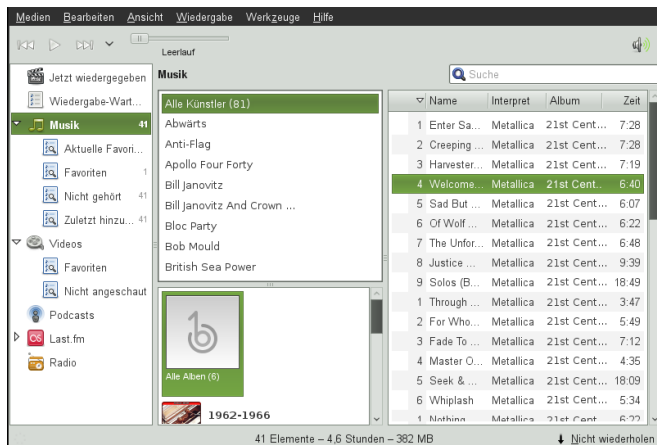 Medien Bearbeiten Ansicht Wiedergabe Werkzeuge Hilfe
Leerlauf
Jetzt wiedergegeben
Wiedergabe-Wart...
Musik 41
Aktuelle Favori...
Favoriten 1
Nicht gehört 41
Zuletzt hinzu... 41
Videos
Favoriten
Nicht angeschaut
Podcasts
Last.fm
Radio
Musik
Suche
Alle Künstler (81)
Abwärts
Anti-Flag
Apollo Four Forty
Bill Janovitz
Bill Janovitz And Crown ...
Bloc Party
Bob Mould
British Sea Power
Alle Alben (6)
1962-1966
Name Interpret Album Zeit
1 Enter Sa... Metallica 21st Cent... 7:28
2 Creeping ... Metallica 21st Cent... 7:28
3 Harvester... Metallica 21st Cent... 7:19
4 Welcome... Metallica 21st Cent.. 6:40
5 Sad But ... Metallica 21st Cent... 6:07
6 Of Wolf ... Metallica 21st Cent... 6:22
7 The Unfor... Metallica 21st Cent... 6:48
8 Justice ... Metallica 21st Cent... 9:39
9 Solos (B... Metallica 21st Cent... 18:49
1 Through ... Metallica 21st Cent... 3:47
2 For Who... Metallica 21st Cent... 5:49
3 Fade To ... Metallica 21st Cent... 7:12
4 Master O... Metallica 21st Cent... 4:35
5 Seek & ... Metallica 21st Cent... 18:09
6 Whiplash Metallica 21st Cent... 5:34
1 Nothing ... Metallica 21st Cent... 6:22
41 Elemente – 4,6 Stunden – 382 MB
Nicht wiederholen